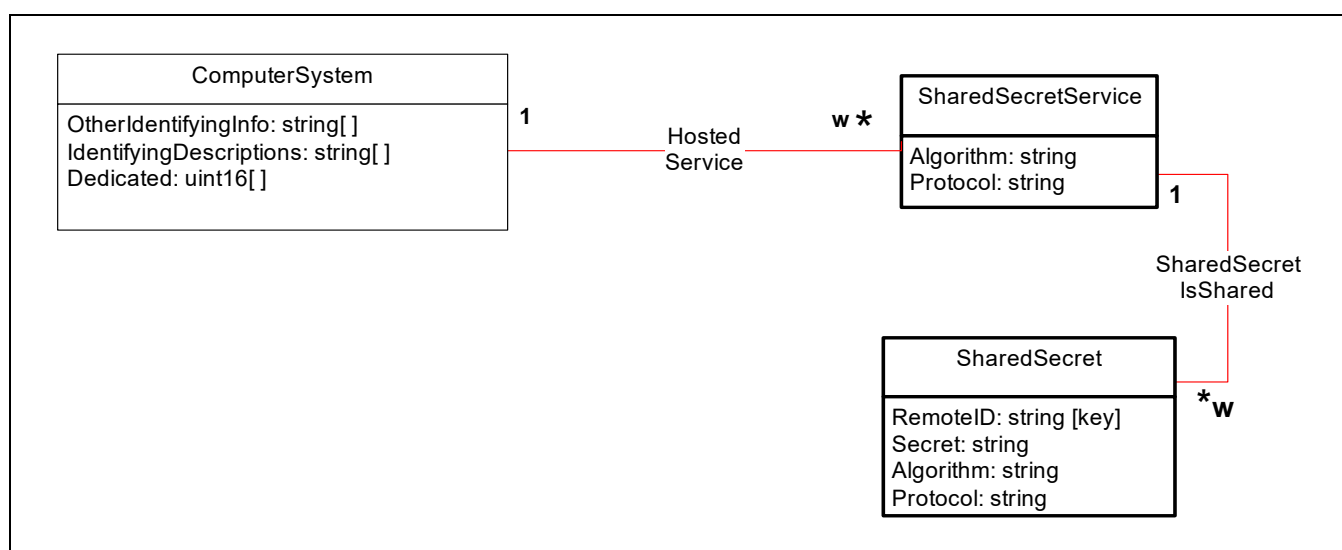 ComputerSystem
OtherIdentifyingInfo: string[ ]
IdentifyingDescriptions: string[ ]
Dedicated: uint16[ ]
1
Hosted
Service
w *
SharedSecretService
Algorithm: string
Protocol: string
1
SharedSecret
IsShared
SharedSecret
RemoteID: string [key]
Secret: string
Algorithm: string
Protocol: string
*w